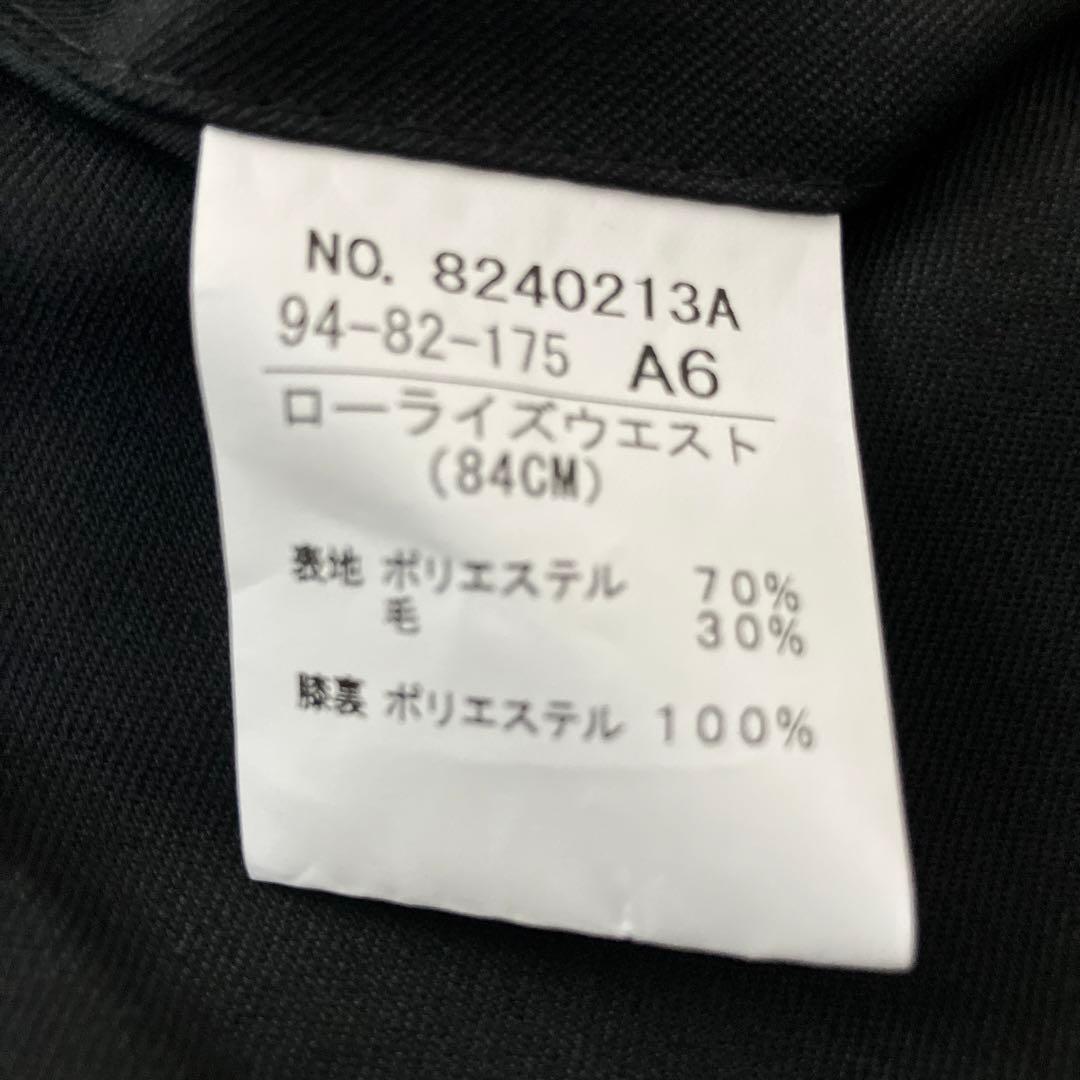 NO. 8240213A
94-82-175 A6
ローライズウエスト
(84CM)
表地 ポリエステル 70%
毛 30%
膝裏 ポリエステル 100%